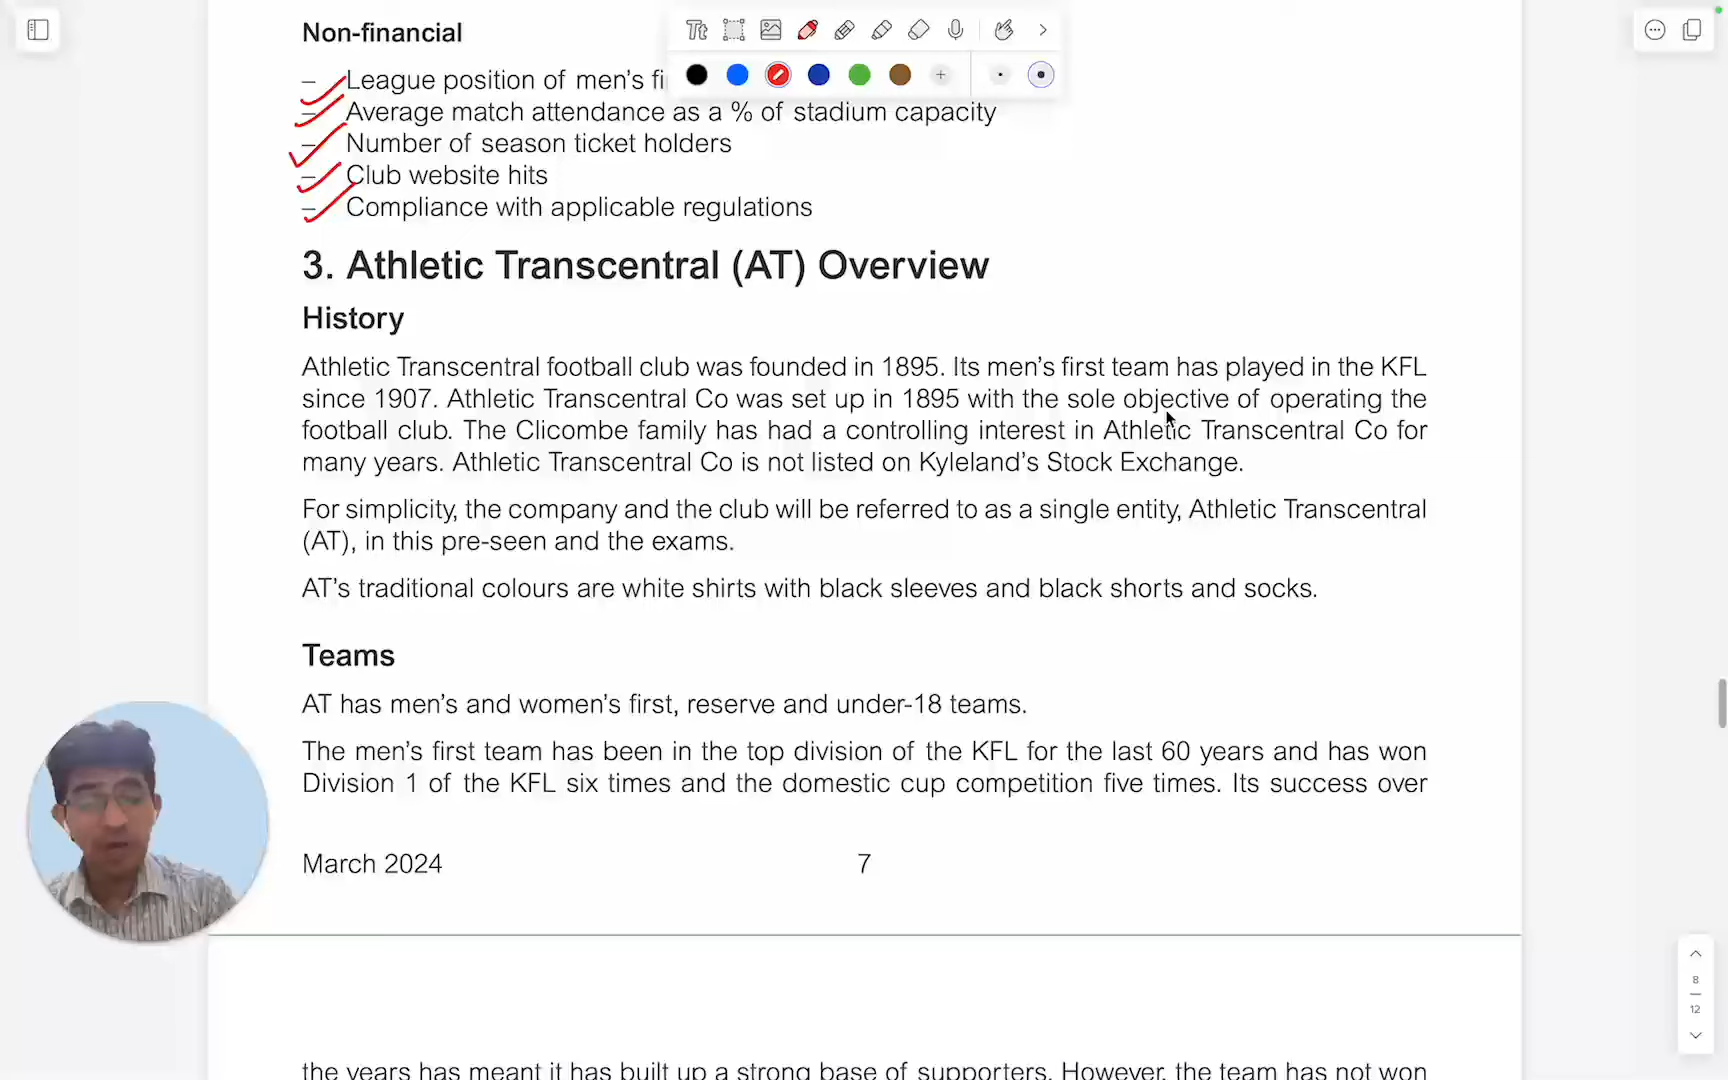 Non-financial
Tt
– League position of men's fi
– Average match attendance as a % of stadium capacity
– Number of season ticket holders
– Club website hits
– Compliance with applicable regulations
3. Athletic Transcentral (AT) Overview
History
Athletic Transcentral football club was founded in 1895. Its men's first team has played in the KFL
since 1907. Athletic Transcentral Co was set up in 1895 with the sole objective of operating the
football club. The Clicombe family has had a controlling interest in Athletic Transcentral Co for
many years. Athletic Transcentral Co is not listed on Kyleland's Stock Exchange.
For simplicity, the company and the club will be referred to as a single entity, Athletic Transcentral
(AT), in this pre-seen and the exams.
AT's traditional colours are white shirts with black sleeves and black shorts and socks.
Teams
AT has men's and women's first, reserve and under-18 teams.
The men's first team has been in the top division of the KFL for the last 60 years and has won
Division 1 of the KFL six times and the domestic cup competition five times. Its success over
March 2024 7
8
12
the years has meant it has built up a strong base of supporters. However, the team has not won